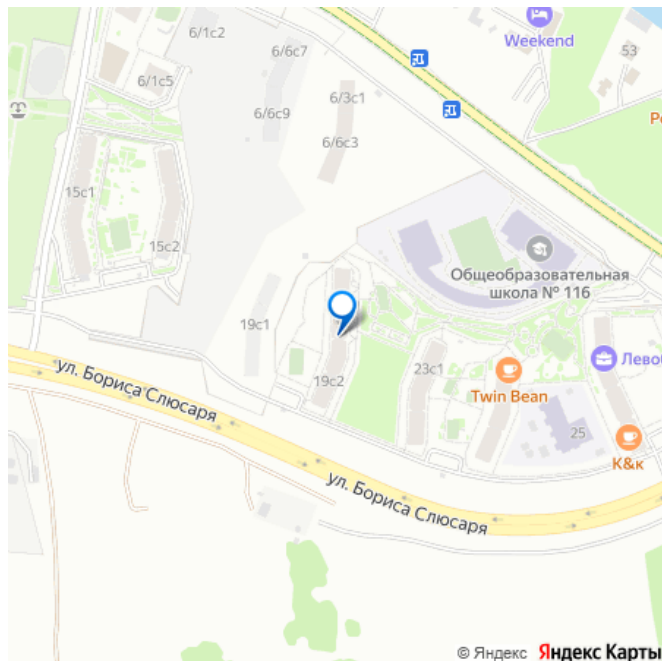 6/1с2
6/6с7
Weekend
53
6/1с5
6/3с1
6/6с9
6/6с3
15с1
15с2
Общеобразовательная
школа № 116
19с1
23с1
19с2
Twin Bean
25
К&к
ул. Бориса Слюсаря
ул. Бориса Слюсаря
© Яндекс Яндекс Карты